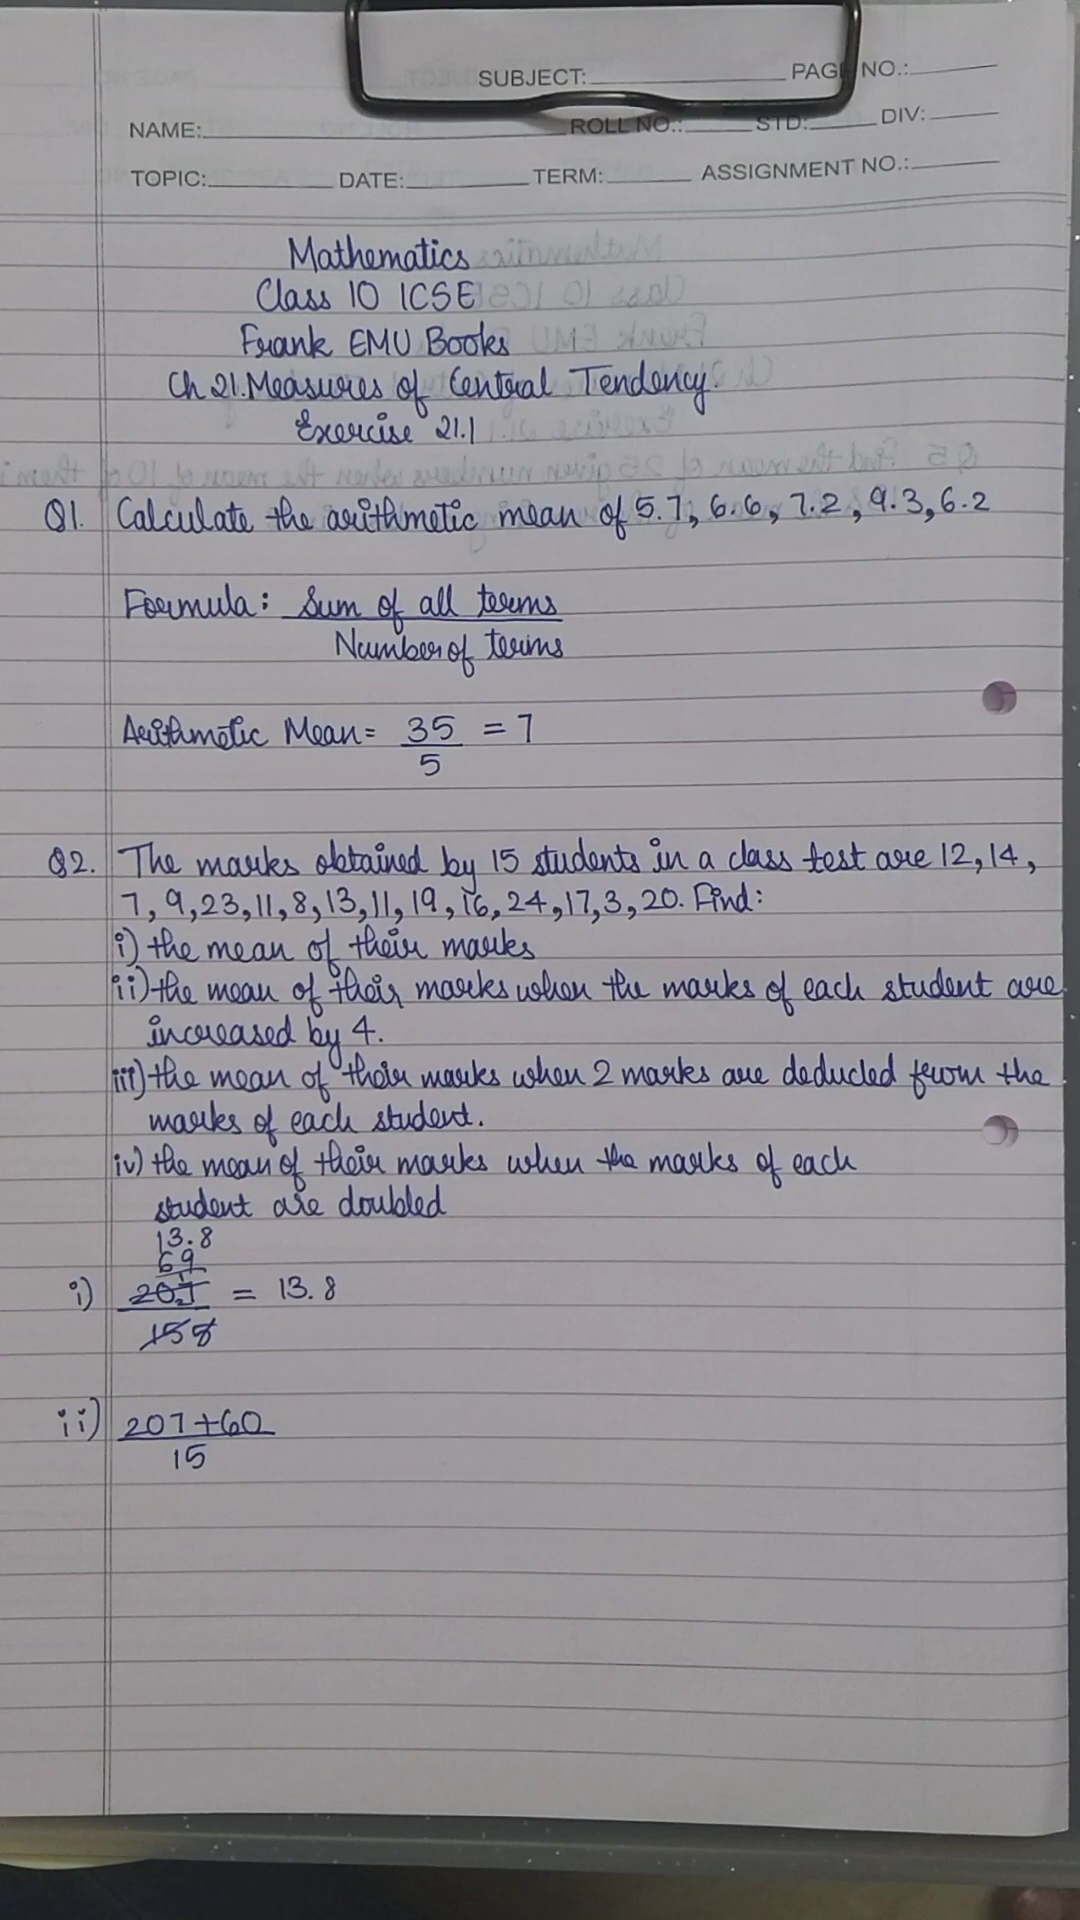 SUBJECT: PAGE NO.:
NAME: ROLL NO.: STD: DIV:
TOPIC: DATE: TERM: ASSIGNMENT NO.:
Mathematics
Class 10 ICSE
Frank EMU Books
Ch 21. Measures of Central Tendency.
Exercise 21.1
Q1. Calculate the arithmetic mean of 5.7, 6.6, 7.2, 9.3, 6.2
Formula: Sum of all terms
Number of terms
Arithmetic Mean = 35 = 7
5
Q2. The marks obtained by 15 students in a class test are 12, 14,
7, 9, 23, 11, 8, 13, 11, 19, 16, 24, 17, 3, 20. Find:
i) the mean of their marks
ii) the mean of their marks when the marks of each student are
increased by 4.
iii) the mean of their marks when 2 marks are deducted from the
marks of each student.
iv) the mean of their marks when the marks of each
student are doubled
13.8
69
i) 207 = 13.8
15
ii) 207+60
15